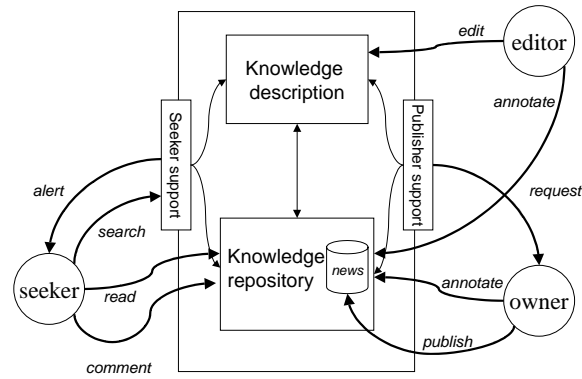 edit
editor
Knowledge
description
annotate
Seeker support
Publisher support
alert
request
search
Knowledge
repository
news
seeker
read
annotate
owner
publish
comment